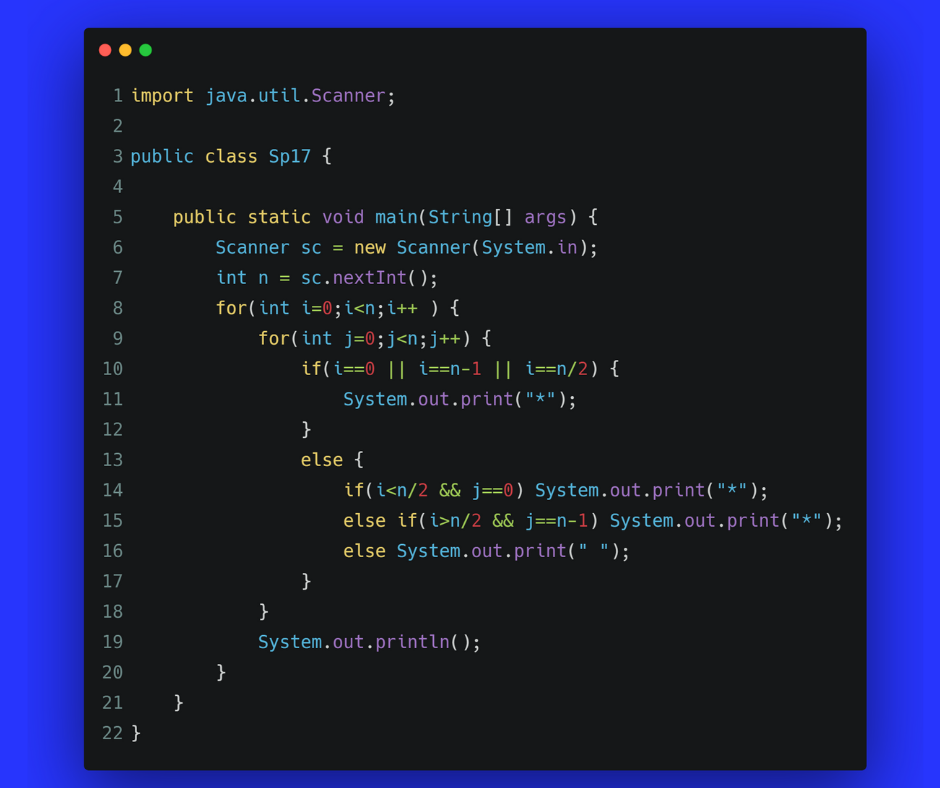 1 import java.util.Scanner;
2
3 public class Sp17 {
4
5     public static void main(String[] args) {
6         Scanner sc = new Scanner(System.in);
7         int n = sc.nextInt();
8         for(int i=0;i<n;i++ ) {
9             for(int j=0;j<n;j++) {
10                 if(i==0 || i==n-1 || i==n/2) {
11                     System.out.print("*");
12                 }
13                 else {
14                     if(i<n/2 && j==0) System.out.print("*");
15                     else if(i>n/2 && j==n-1) System.out.print("*");
16                     else System.out.print(" ");
17                 }
18             }
19             System.out.println();
20         }
21     }
22 }